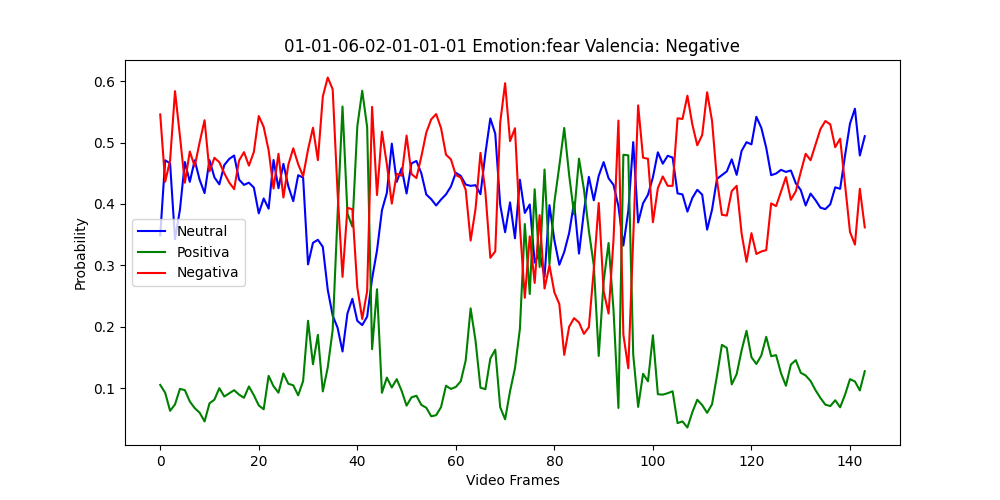 01-01-06-02-01-01-01 Emotion:fear Valencia: Negative
Probability
0.6
0.5
0.4
0.3
0.2
0.1
Neutral
Positiva
Negativa
0 20 40 60 80 100 120 140
Video Frames